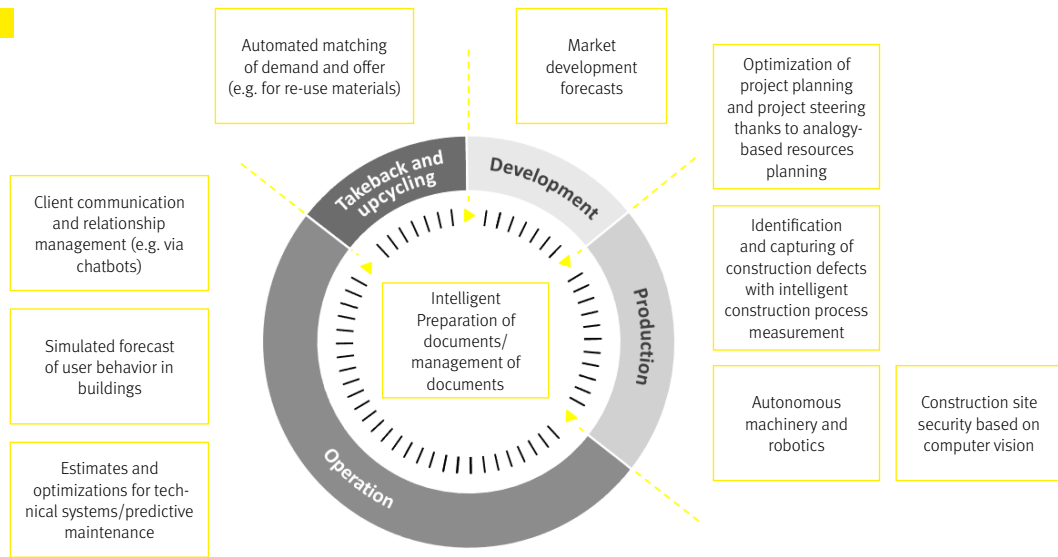 Automated matching
of demand and offer
(e.g. for re-use materials)
Market
development
forecasts
Optimization of
project planning
and project steering
thanks to analogy-
based resources
planning
Takeback and
upcycling
Development
Client communication
and relationship
management (e.g. via
chatbots)
Identification
and capturing of
construction defects
with intelligent
construction process
measurement
Intelligent
Preparation of
documents/
management of
documents
Production
Simulated forecast
of user behavior in
buildings
Autonomous
machinery and
robotics
Construction site
security based on
computer vision
Operation
Estimates and
optimizations for tech-
nical systems/predictive
maintenance